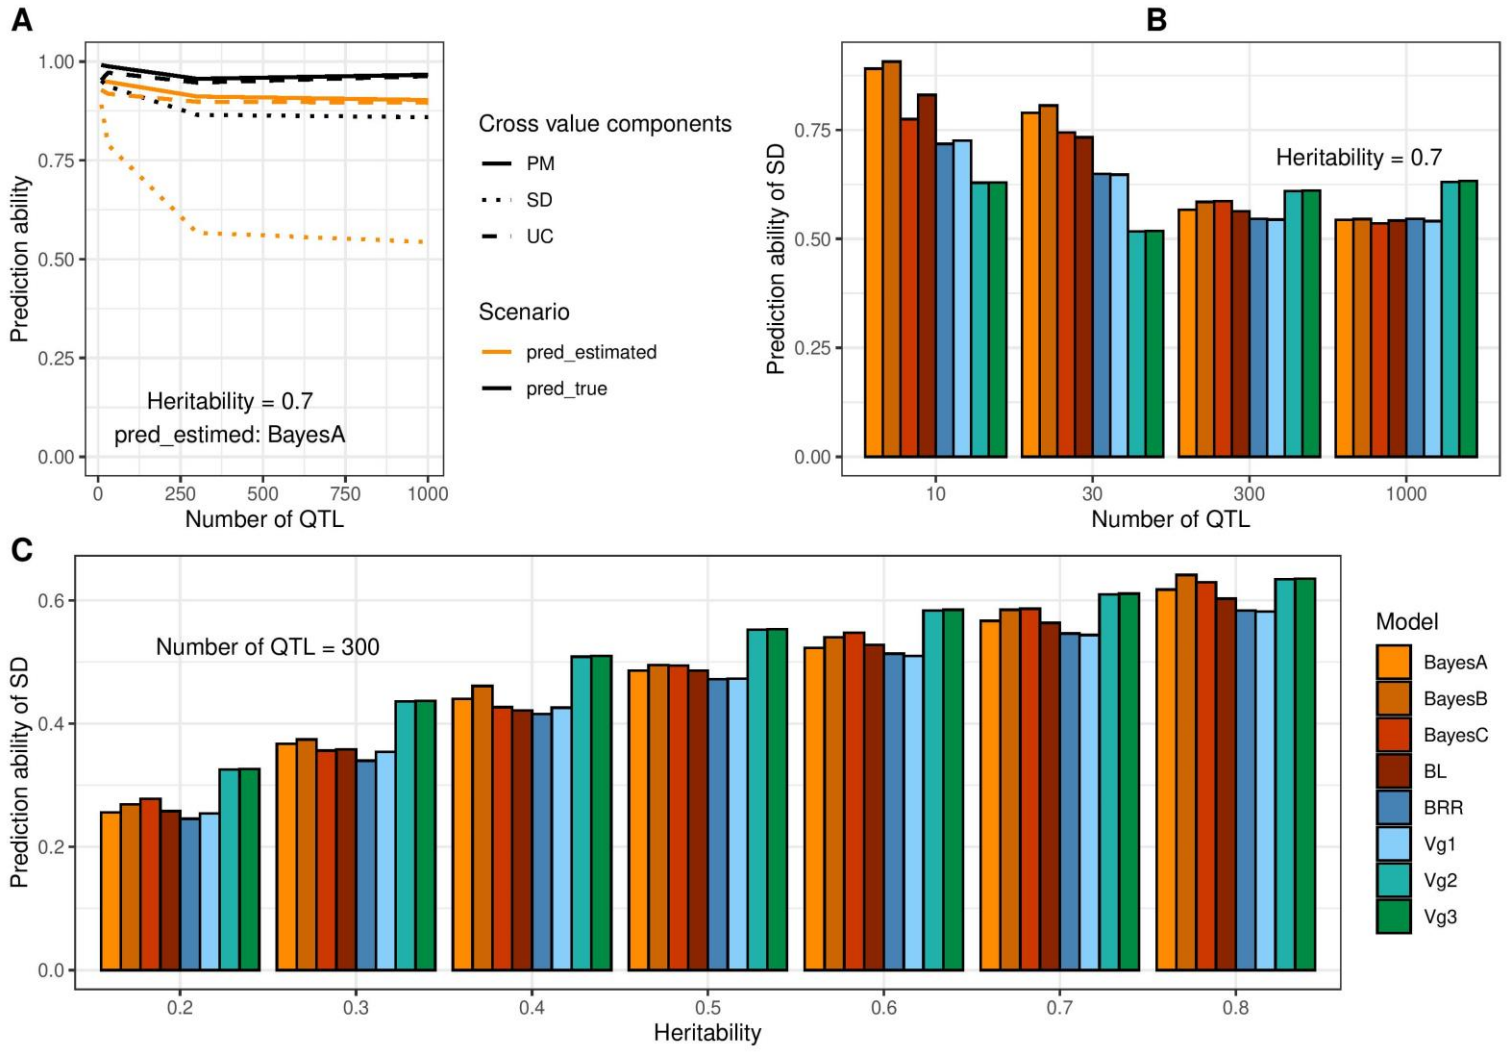 A
1.00
0.75
0.50
0.25
0.00
Prediction ability
Heritability = 0.7
pred_estimed: BayesA
0 250 500 750 1000
Number of QTL
Cross value components
PM
SD
UC
Scenario
pred_estimated
pred_true
B
0.75
0.50
0.25
0.00
Prediction ability of SD
Heritability = 0.7
10 30 300 1000
Number of QTL
C
0.6
0.4
0.2
0.0
Prediction ability of SD
Number of QTL = 300
0.2 0.3 0.4 0.5 0.6 0.7 0.8
Heritability
Model
BayesA
BayesB
BayesC
BL
BRR
Vg1
Vg2
Vg3